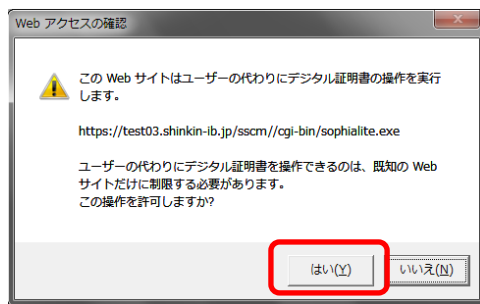 Web アクセスの確認
この Web サイトはユーザーの代わりにデジタル証明書の操作を実行
します。
https://test03.shinkin-ib.jp/sscm//cgi-bin/sophialite.exe
ユーザーの代わりにデジタル証明書を操作できるのは、既知の Web
サイトだけに制限する必要があります。
この操作を許可しますか?
はい(Y) いいえ(N)